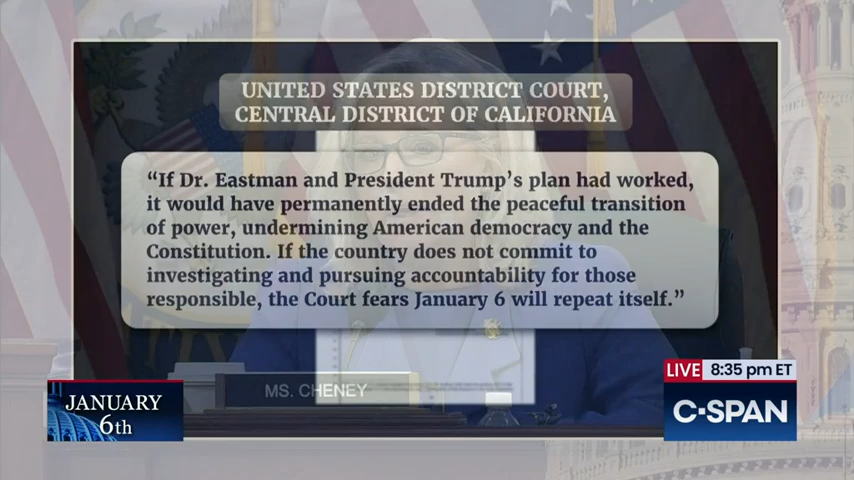 UNITED STATES DISTRICT COURT,
CENTRAL DISTRICT OF CALIFORNIA
“If Dr. Eastman and President Trump’s plan had worked,
it would have permanently ended the peaceful transition
of power, undermining American democracy and the
Constitution. If the country does not commit to
investigating and pursuing accountability for those
responsible, the Court fears January 6 will repeat itself.”
MS. CHENEY
JANUARY
6th
LIVE 8:35 pm ET
C-SPAN